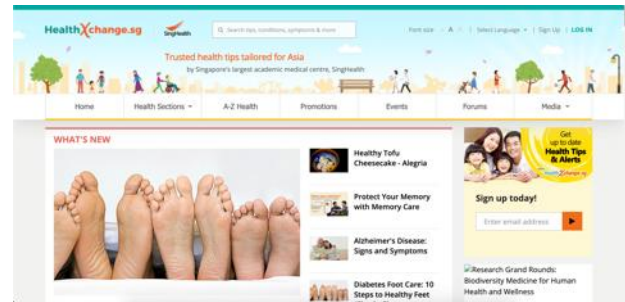 HealthXchange.sg
SingHealth
Search tips, conditions, symptoms & more
Font size A A A | Select Language | Sign Up | LOG IN
Trusted health tips tailored for Asia
by Singapore's largest academic medical centre, SingHealth
Home Health Sections A-Z Health Promotions Events Forums Media
WHAT'S NEW
Healthy Tofu
Cheesecake - Alegria
Protect Your Memory
with Memory Care
Alzheimer's Disease:
Signs and Symptoms
Diabetes Foot Care: 10
Steps to Healthy Feet
Get
up to date
Health Tips
& Alerts
HealthXchange.sg
Sign up today!
Enter email address
Research Grand Rounds:
Biodiversity Medicine for Human
Health and Wellness